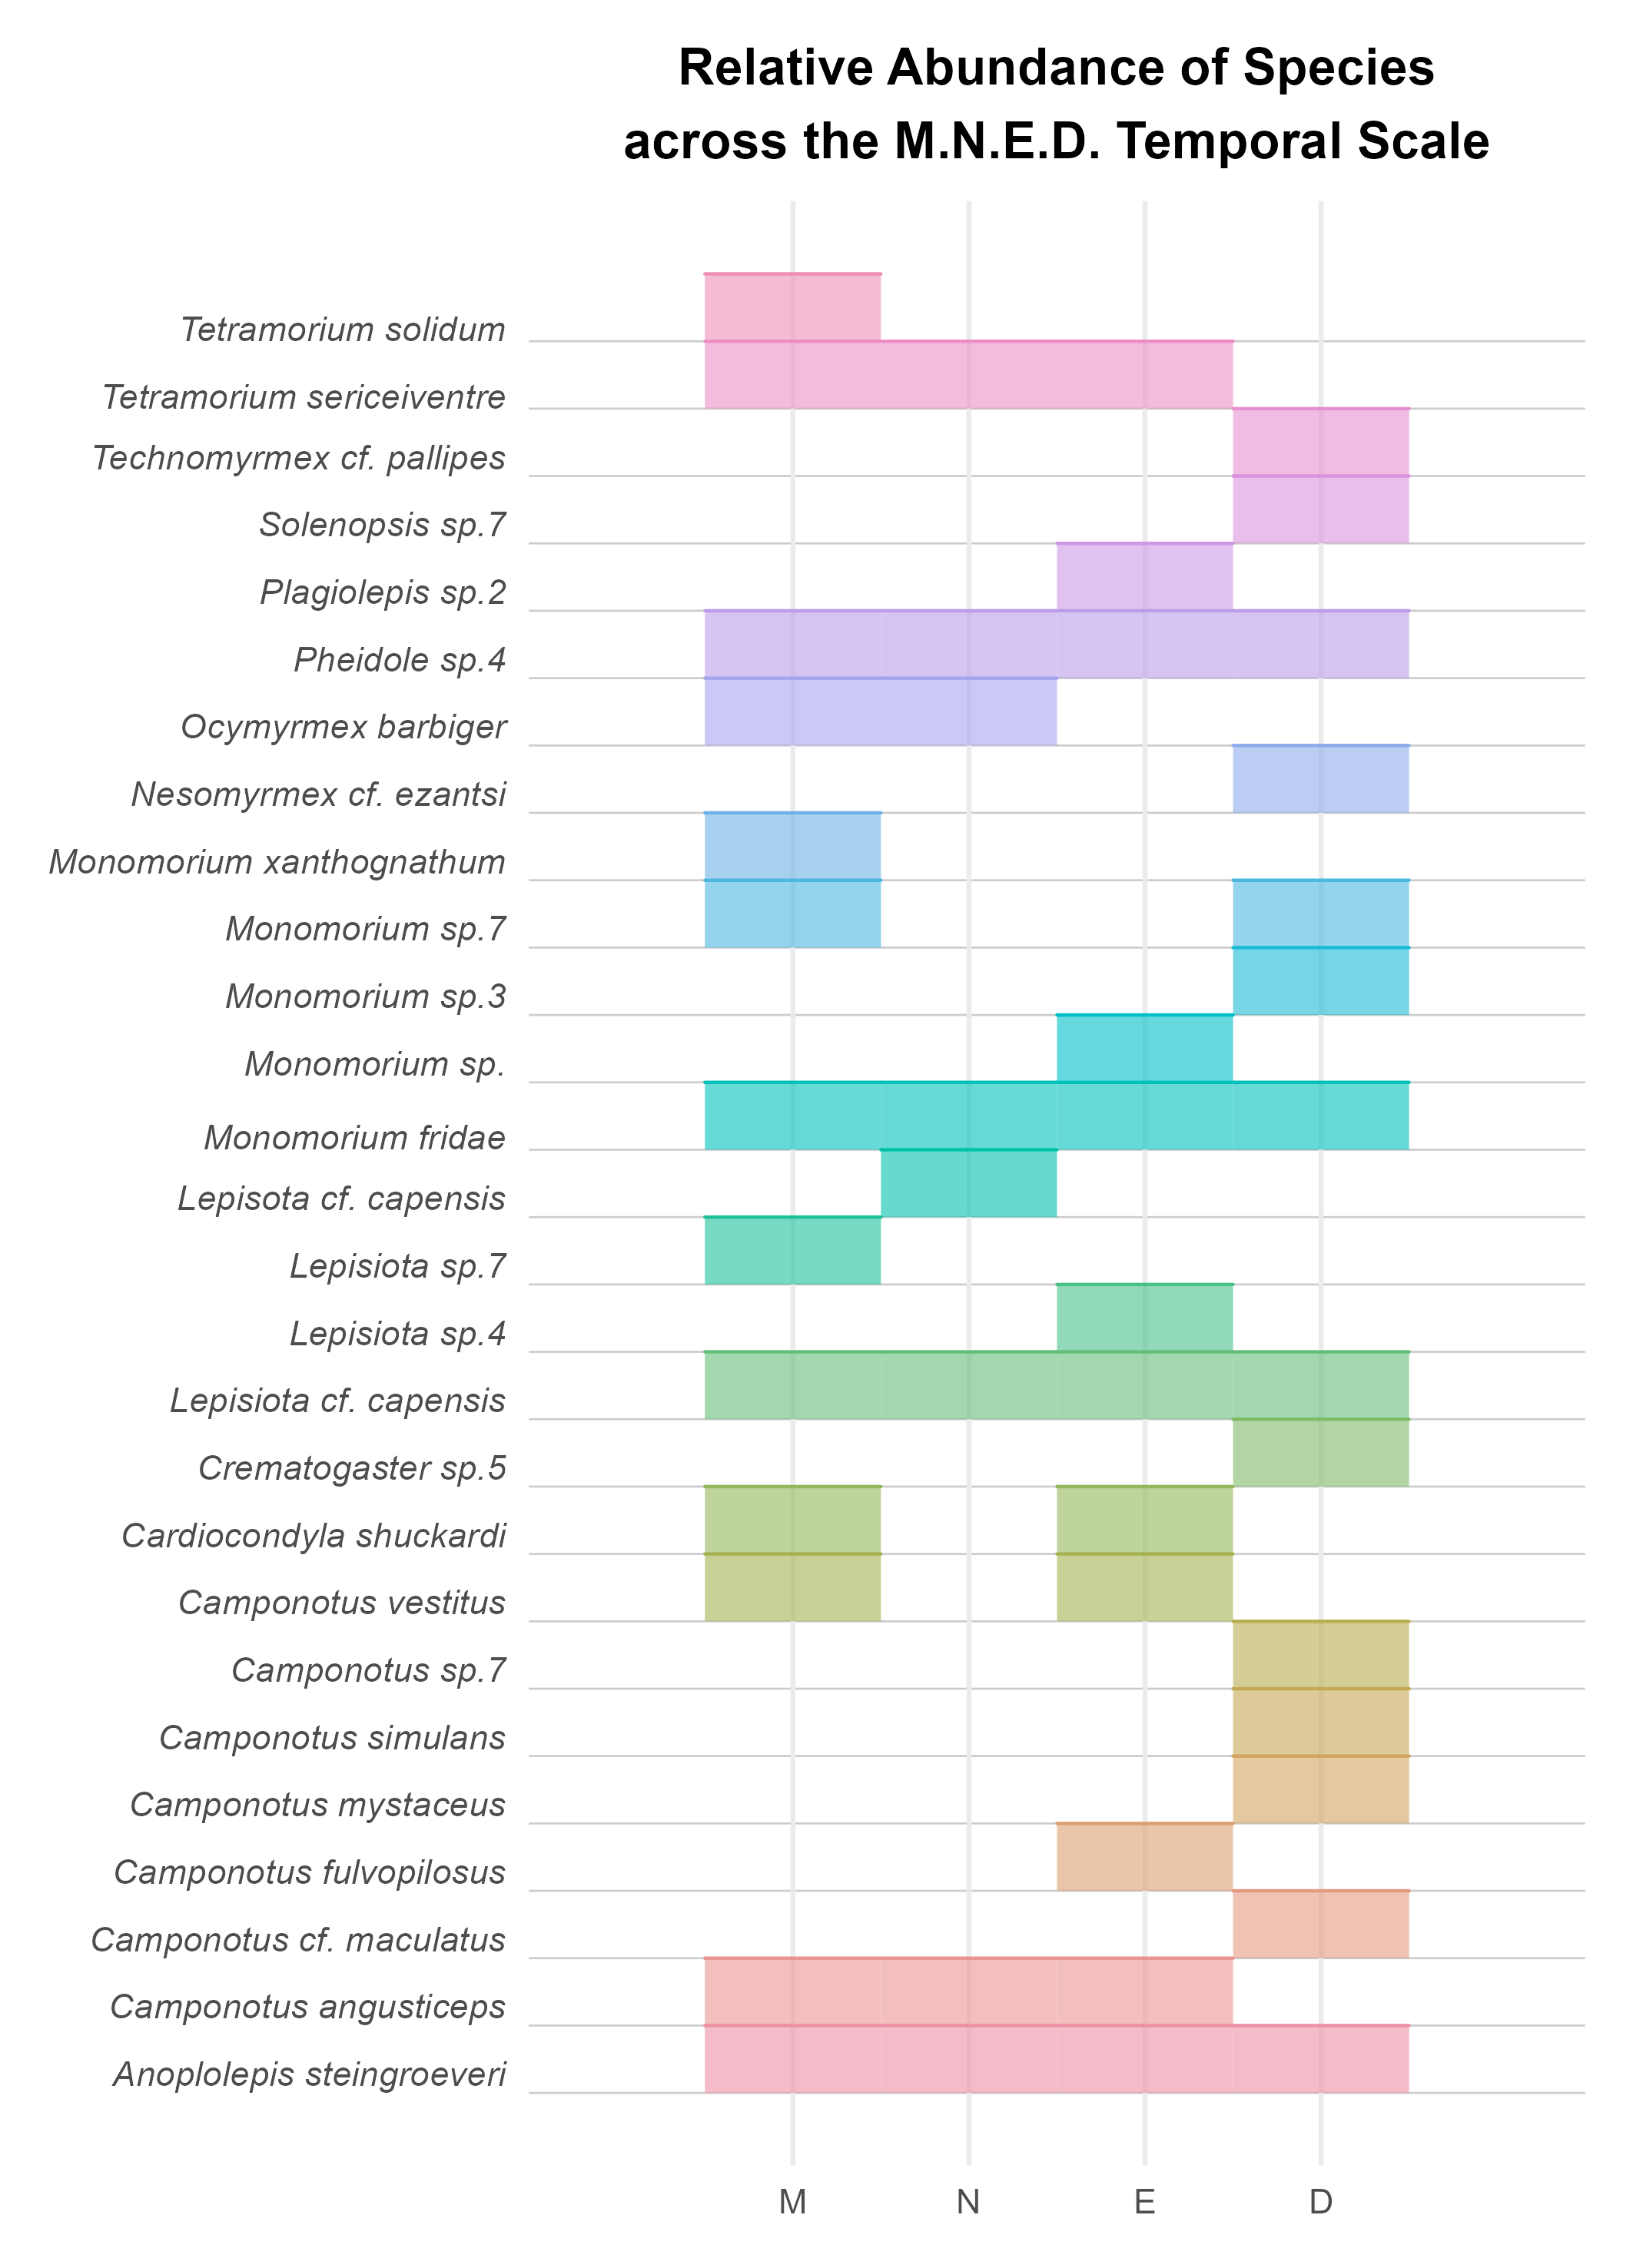 Relative Abundance of Species
across the M.N.E.D. Temporal Scale
Tetramorium solidum
Tetramorium sericeiventre
Technomyrmex cf. pallipes
Solenopsis sp.7
Plagiolepis sp.2
Pheidole sp.4
Ocymyrmex barbiger
Nesomyrmex cf. ezantsi
Monomorium xanthognathum
Monomorium sp.7
Monomorium sp.3
Monomorium sp.
Monomorium fridae
Lepisota cf. capensis
Lepisiota sp.7
Lepisiota sp.4
Lepisiota cf. capensis
Crematogaster sp.5
Cardiocondyla shuckardi
Camponotus vestitus
Camponotus sp.7
Camponotus simulans
Camponotus mystaceus
Camponotus fulvopilosus
Camponotus cf. maculatus
Camponotus angusticeps
Anoplolepis steingroeveri
M N E D